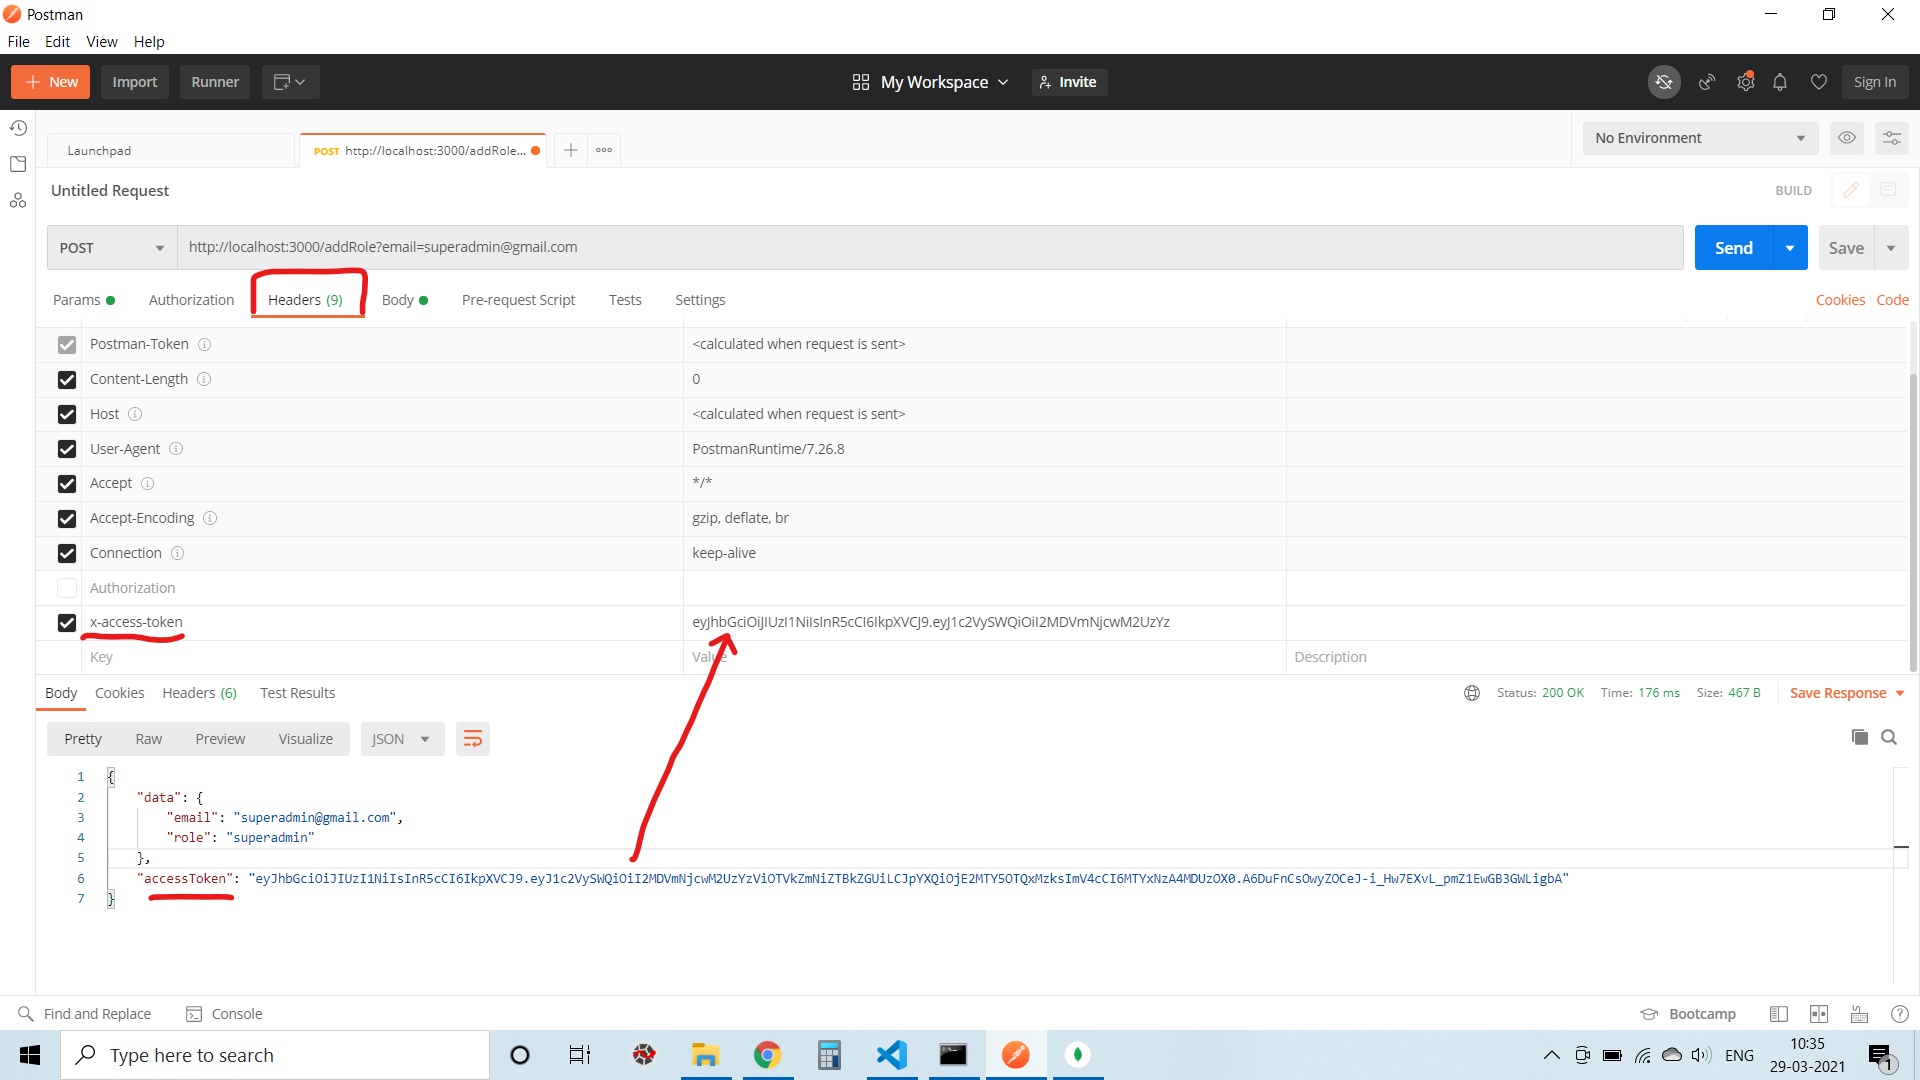 Postman
File Edit View Help
New Import Runner My Workspace Invite Sign In
Launchpad POST http://localhost:3000/addRole... No Environment
Untitled Request BUILD
POST http://localhost:3000/addRole?email=superadmin@gmail.com Send Save
Params Authorization Headers (9) Body Pre-request Script Tests Settings Cookies Code
Postman-Token <calculated when request is sent>
Content-Length 0
Host <calculated when request is sent>
User-Agent PostmanRuntime/7.26.8
Accept */*
Accept-Encoding gzip, deflate, br
Connection keep-alive
Authorization
x-access-token eyJhbGciOiJIUzI1NiIsInR5cCI6IkpXVCJ9.eyJ1c2VySWQiOiI2MDVmNjcwM2UzYz
Key Value Description
Body Cookies Headers (6) Test Results Status: 200 OK Time: 176 ms Size: 467 B Save Response
Pretty Raw Preview Visualize JSON
1 {
2 "data": {
3 "email": "superadmin@gmail.com",
4 "role": "superadmin"
5 },
6 "accessToken": "eyJhbGciOiJIUzI1NiIsInR5cCI6IkpXVCJ9.eyJ1c2VySWQiOiI2MDVmNjcwM2UzYzViOTVkZmNiZTBkZGUiLCJpYXQiOjE2MTY5OTQxMzksImV4cCI6MTYxNzA4MDUzOX0.A6DuFnCsOwyZOCeJ-i_Hw7EXvL_pmZ1EwGB3GWLigbA"
7 }
Find and Replace Console Bootcamp
Type here to search ENG 10:35
29-03-2021 1